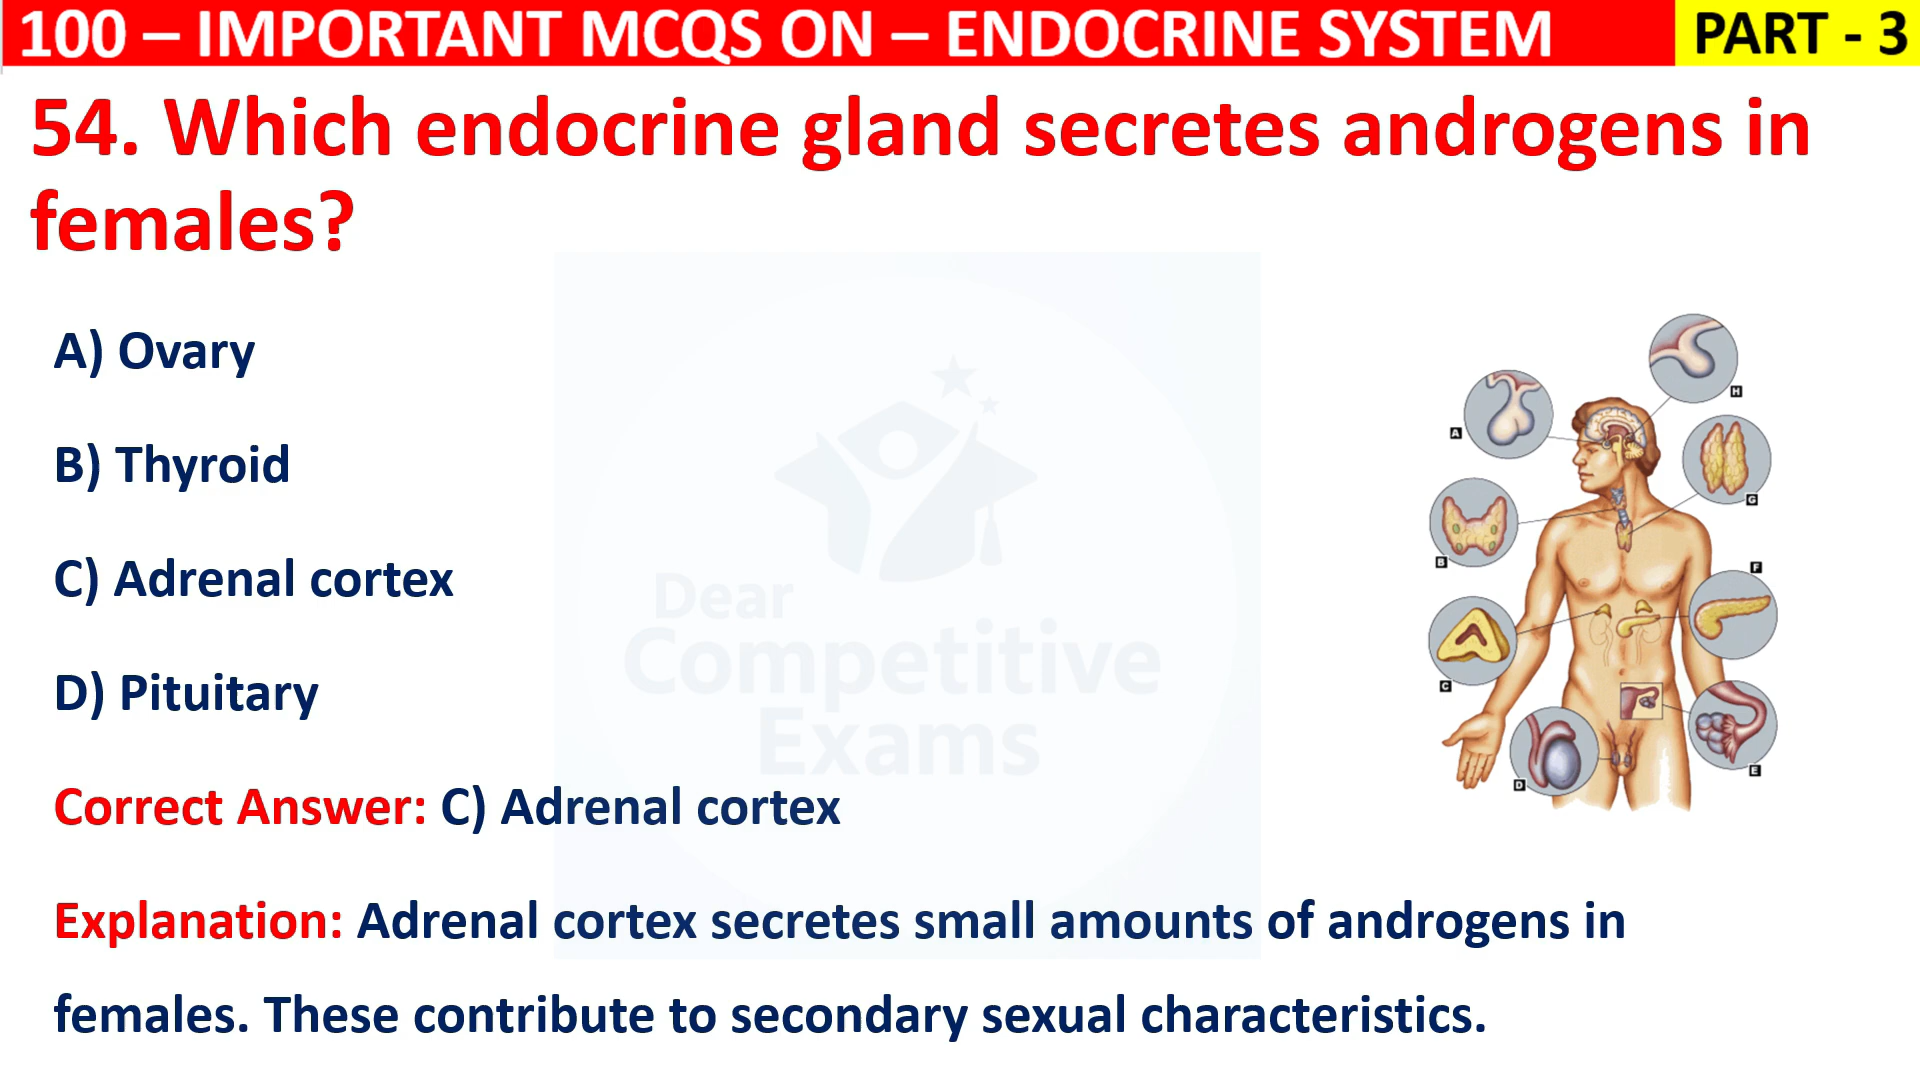 100 – IMPORTANT MCQS ON – ENDOCRINE SYSTEM
PART - 3
54. Which endocrine gland secretes androgens in
females?
A) Ovary
B) Thyroid
C) Adrenal cortex
D) Pituitary
Correct Answer: C) Adrenal cortex
Explanation: Adrenal cortex secretes small amounts of androgens in
females. These contribute to secondary sexual characteristics.
Dear
Competitive
Exams
H
A
G
B
F
C
E
D